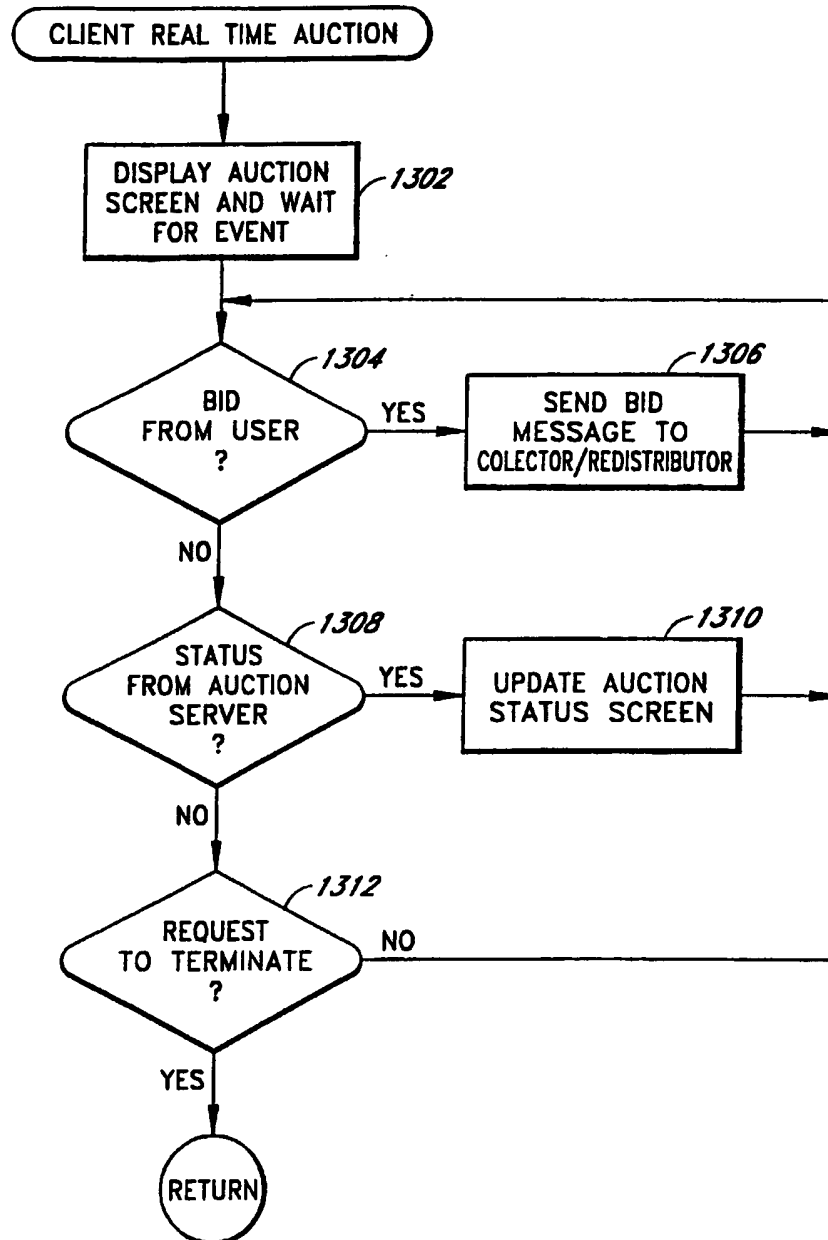 CLIENT REAL TIME AUCTION
DISPLAY AUCTION
SCREEN AND WAIT
FOR EVENT
1302
BID
FROM USER
?
1304
YES
SEND BID
MESSAGE TO
COLECTOR/REDISTRIBUTOR
1306
NO
STATUS
FROM AUCTION
SERVER
?
1308
YES
UPDATE AUCTION
STATUS SCREEN
1310
NO
REQUEST
TO TERMINATE
?
1312
NO
YES
RETURN